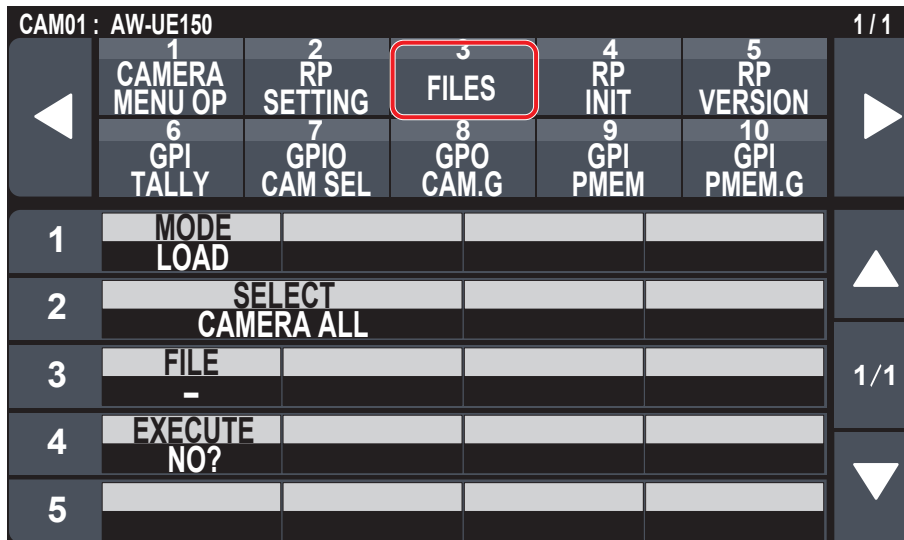 CAM01 : AW-UE150 1 / 1
1 2 3 4 5
CAMERA MENU OP RP SETTING FILES RP INIT RP VERSION
6 7 8 9 10
GPI TALLY GPIO CAM SEL GPO CAM.G GPI PMEM GPI PMEM.G
1 MODE
LOAD
2 SELECT
CAMERA ALL
3 FILE
–
1/1
4 EXECUTE
NO?
5